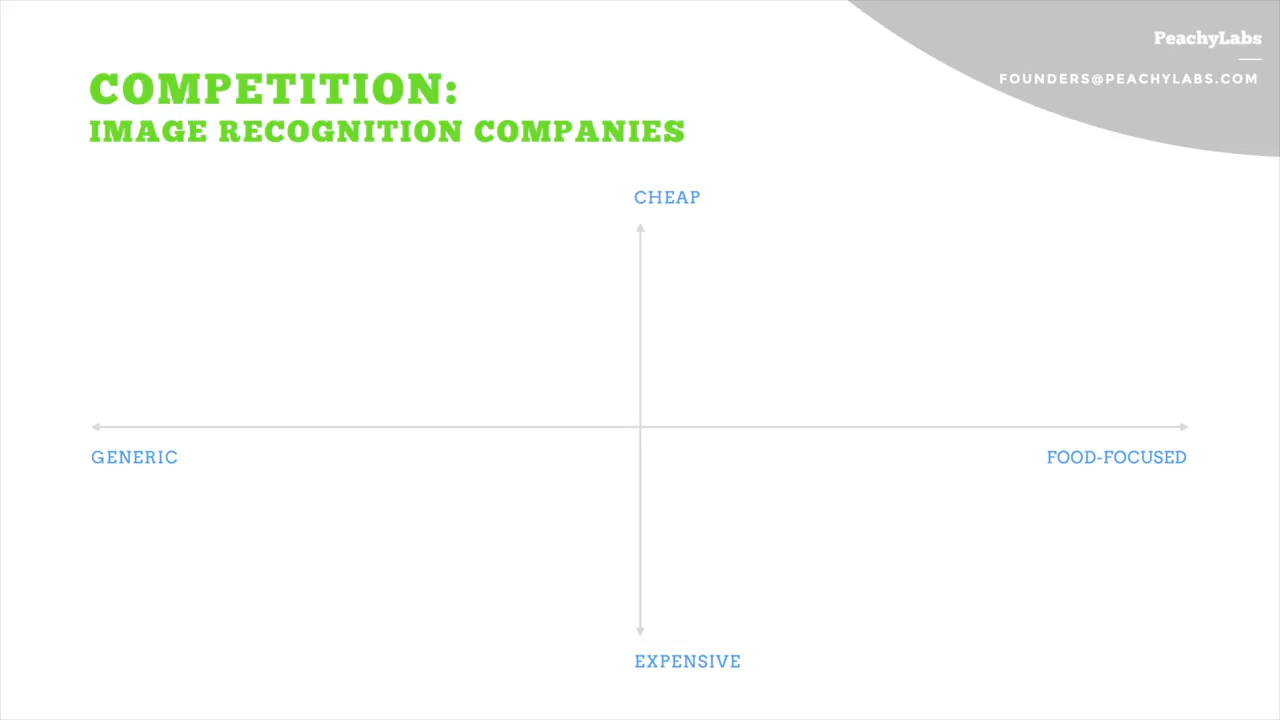 PeachyLabs
FOUNDERS@PEACHYLABS.COM
COMPETITION:
IMAGE RECOGNITION COMPANIES
CHEAP
GENERIC
FOOD-FOCUSED
EXPENSIVE